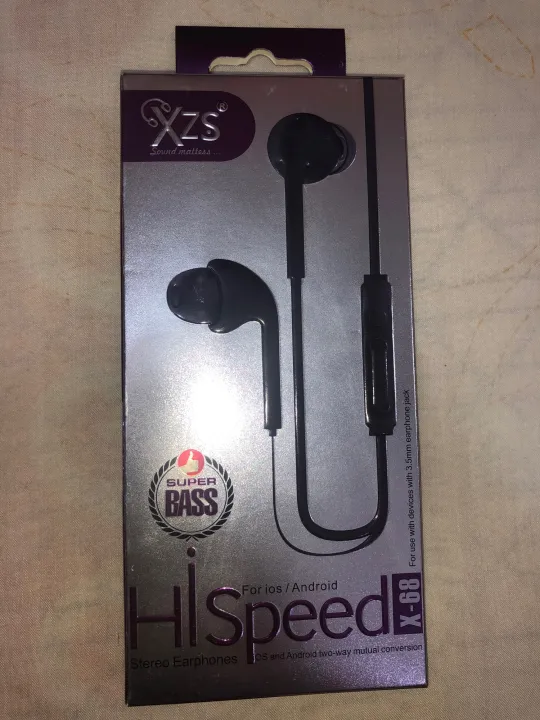 XZS®
Sound matters...
For use with devices with 3.5mm earphone jack
SUPER
BASS
For ios / Android
HiSpeed
X-68
Stereo Earphones
iOS and Android two-way mutual conversion